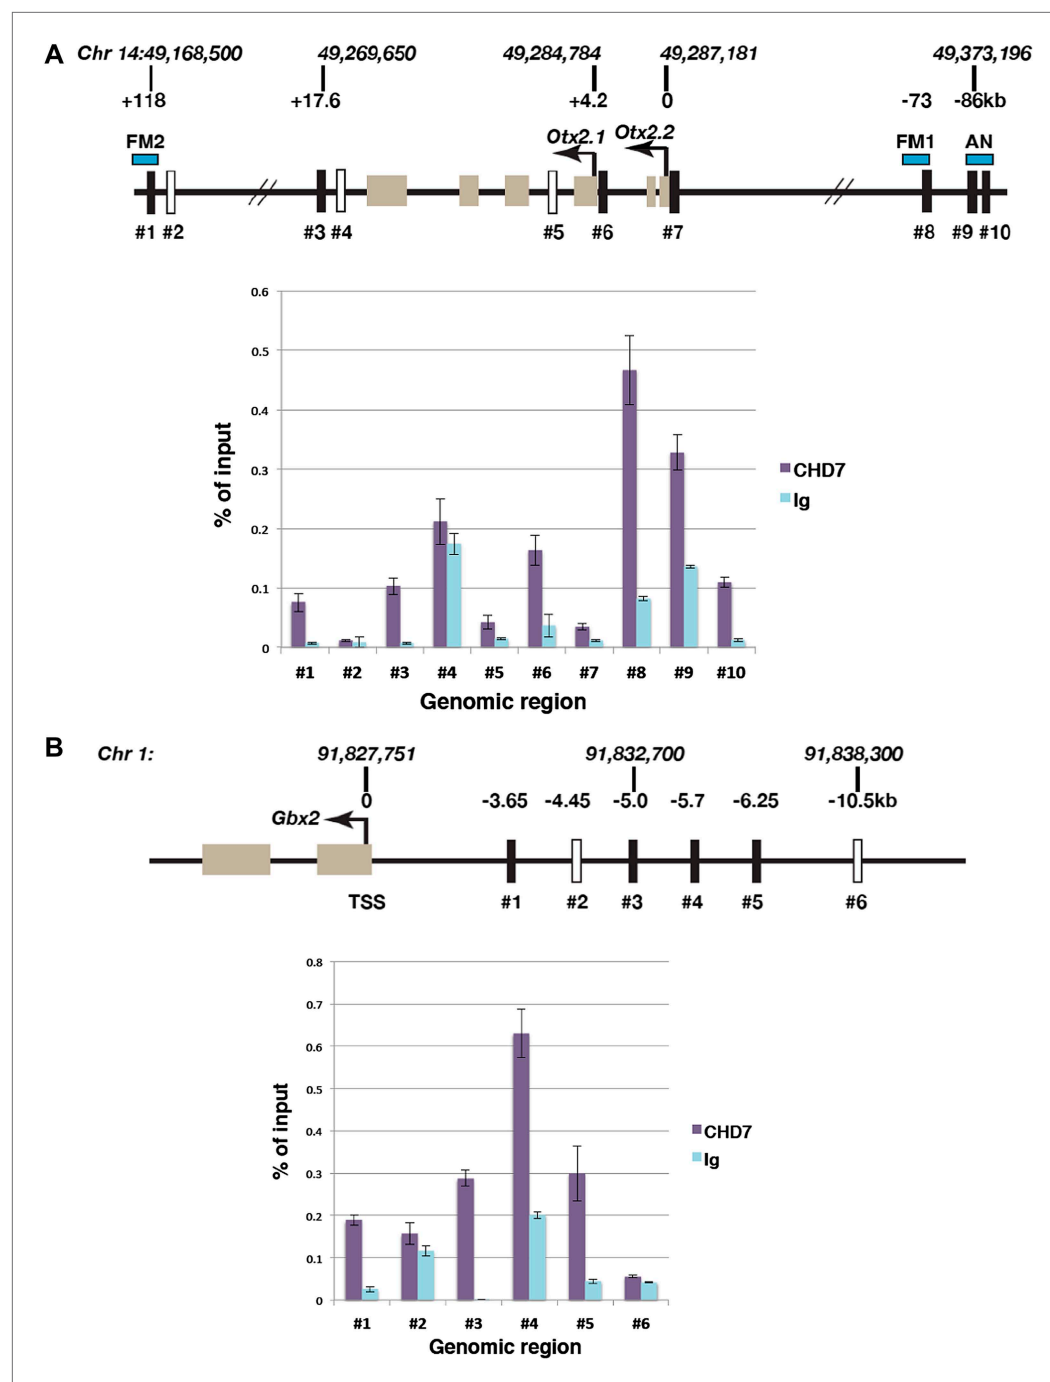 A Chr 14:49,168,500 49,269,650 49,284,784 49,287,181 49,373,196
+118 +17.6 +4.2 0 -73 -86kb
FM2 Otx2.1 Otx2.2 FM1 AN
#1 #2 #3 #4 #5 #6 #7 #8 #9 #10
0.6
0.5
0.4
0.3
0.2
0.1
0
% of input
CHD7
Ig
#1 #2 #3 #4 #5 #6 #7 #8 #9 #10
Genomic region
B Chr 1: 91,827,751 91,832,700 91,838,300
0 -3.65 -4.45 -5.0 -5.7 -6.25 -10.5kb
Gbx2
TSS #1 #2 #3 #4 #5 #6
0.8
0.7
0.6
0.5
0.4
0.3
0.2
0.1
0
% of input
CHD7
Ig
#1 #2 #3 #4 #5 #6
Genomic region